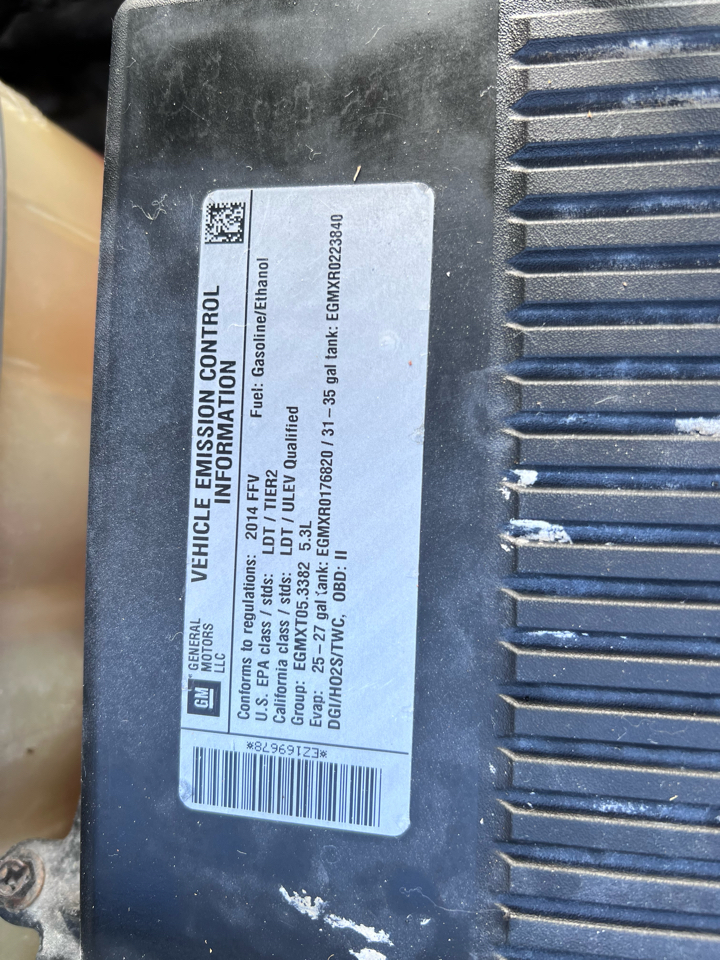 GM
GENERAL
MOTORS
LLC
VEHICLE EMISSION CONTROL
INFORMATION
Conforms to regulations: 2014 FFV Fuel: Gasoline/Ethanol
U.S. EPA class / stds: LDT / TIER2
California class / stds: LDT / ULEV Qualified
Group: EGMXT05.3382 5.3L
Evap: 25–27 gal tank: EGMXR0176820 / 31–35 gal tank: EGMXR0223840
DGI/HO2S/TWC, OBD: II
*EZ169678*